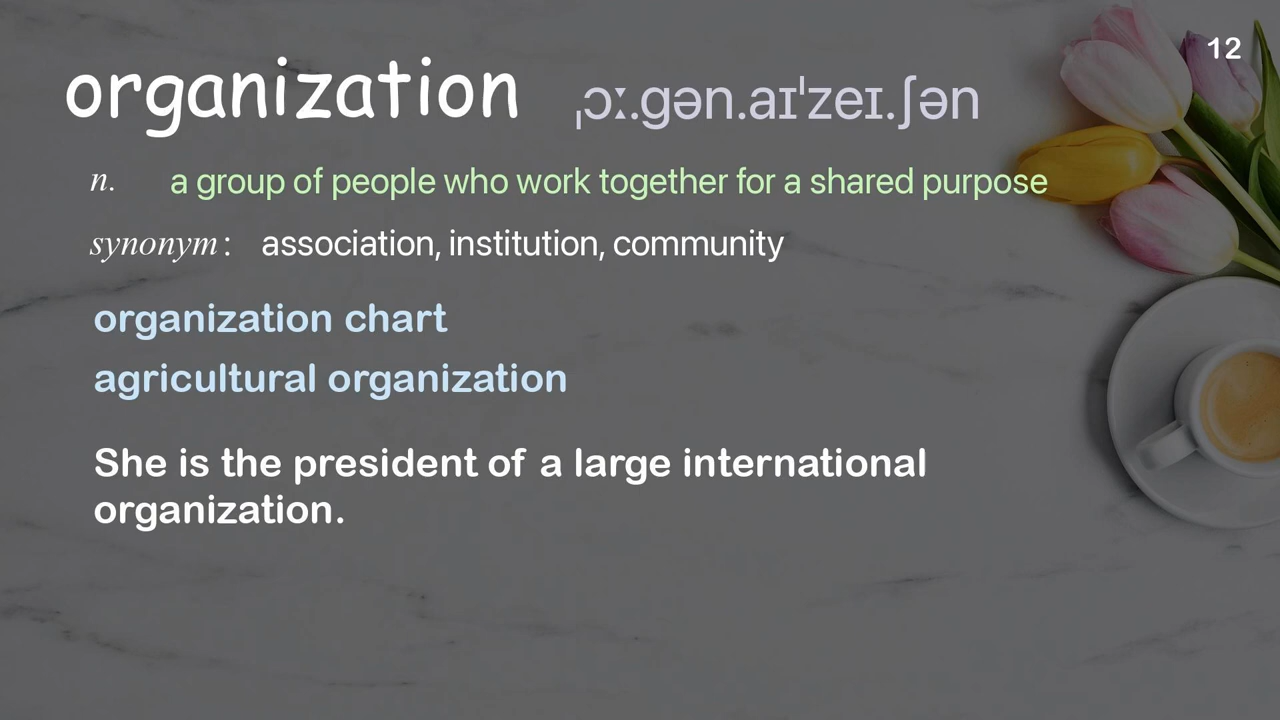 12
organization ˌɔː.ɡən.aɪˈzeɪ.ʃən
n. a group of people who work together for a shared purpose
synonym: association, institution, community
organization chart
agricultural organization
She is the president of a large international
organization.